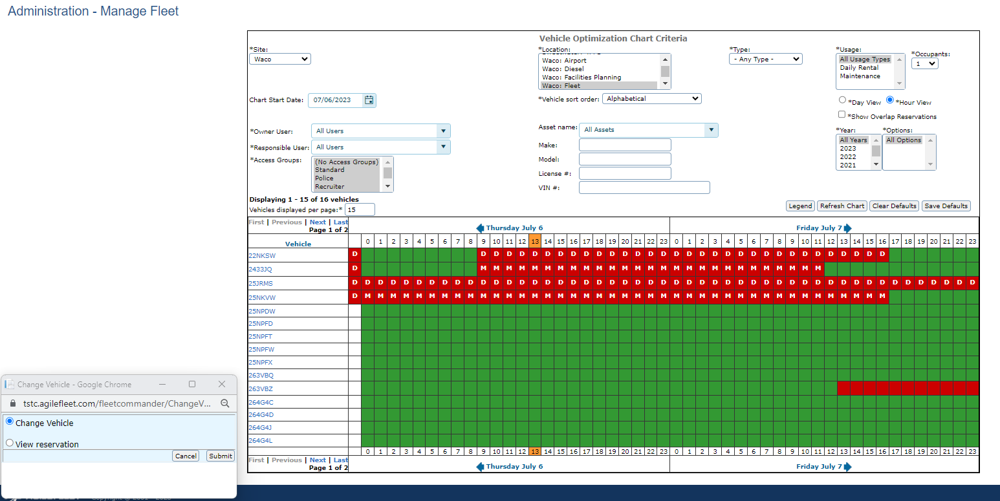 Administration - Manage Fleet
Vehicle Optimization Chart Criteria
*Site:
Waco
*Location:
Waco: Airport
Waco: Diesel
Waco: Facilities Planning
Waco: Fleet
*Type:
- Any Type -
*Usage:
All Usage Types
Daily Rental
Maintenance
*Occupants:
1
Chart Start Date: 07/06/2023
*Vehicle sort order: Alphabetical
*Day View *Hour View
*Show Overlap Reservations
*Owner User: All Users
*Responsible User: All Users
*Access Groups:
(No Access Groups)
Standard
Police
Recruiter
Asset name: All Assets
Make:
Model:
License #:
VIN #:
*Year:
All Years
2023
2022
2021
*Options:
All Options
Displaying 1 - 15 of 16 vehicles
Vehicles displayed per page:* 15
Legend Refresh Chart Clear Defaults Save Defaults
First | Previous | Next | Last
Page 1 of 2
Thursday July 6 Friday July 7
Vehicle 0 1 2 3 4 5 6 7 8 9 10 11 12 13 14 15 16 17 18 19 20 21 22 23 0 1 2 3 4 5 6 7 8 9 10 11 12 13 14 15 16 17 18 19 20 21 22 23
22NKSW D D D D D D D D D D D D D D D D D D D D D D D D D D D D D D D D D
2433JQ D M M M M M M M M M M M M M M M M M M M M M M M M M M M
25JRMS D D D D D D D D D D D D D D D D D D D D D D D D D D D D D D D D D D D D D D D D D D D D D D D D D
25NKVW D M M M M M M M M M M M M M M M M M M M M M M M M M M M M M M M M M M M M M M M M M
25NPDW
25NPFD
25NPFT
25NPFW
25NPFX
263VBQ
263VBZ
264G4C
264G4D
264G4J
264G4L
0 1 2 3 4 5 6 7 8 9 10 11 12 13 14 15 16 17 18 19 20 21 22 23 0 1 2 3 4 5 6 7 8 9 10 11 12 13 14 15 16 17 18 19 20 21 22 23
First | Previous | Next | Last
Page 1 of 2
Thursday July 6 Friday July 7
Change Vehicle - Google Chrome
tstc.agilefleet.com/fleetcommander/ChangeV...
Change Vehicle
View reservation
Cancel Submit